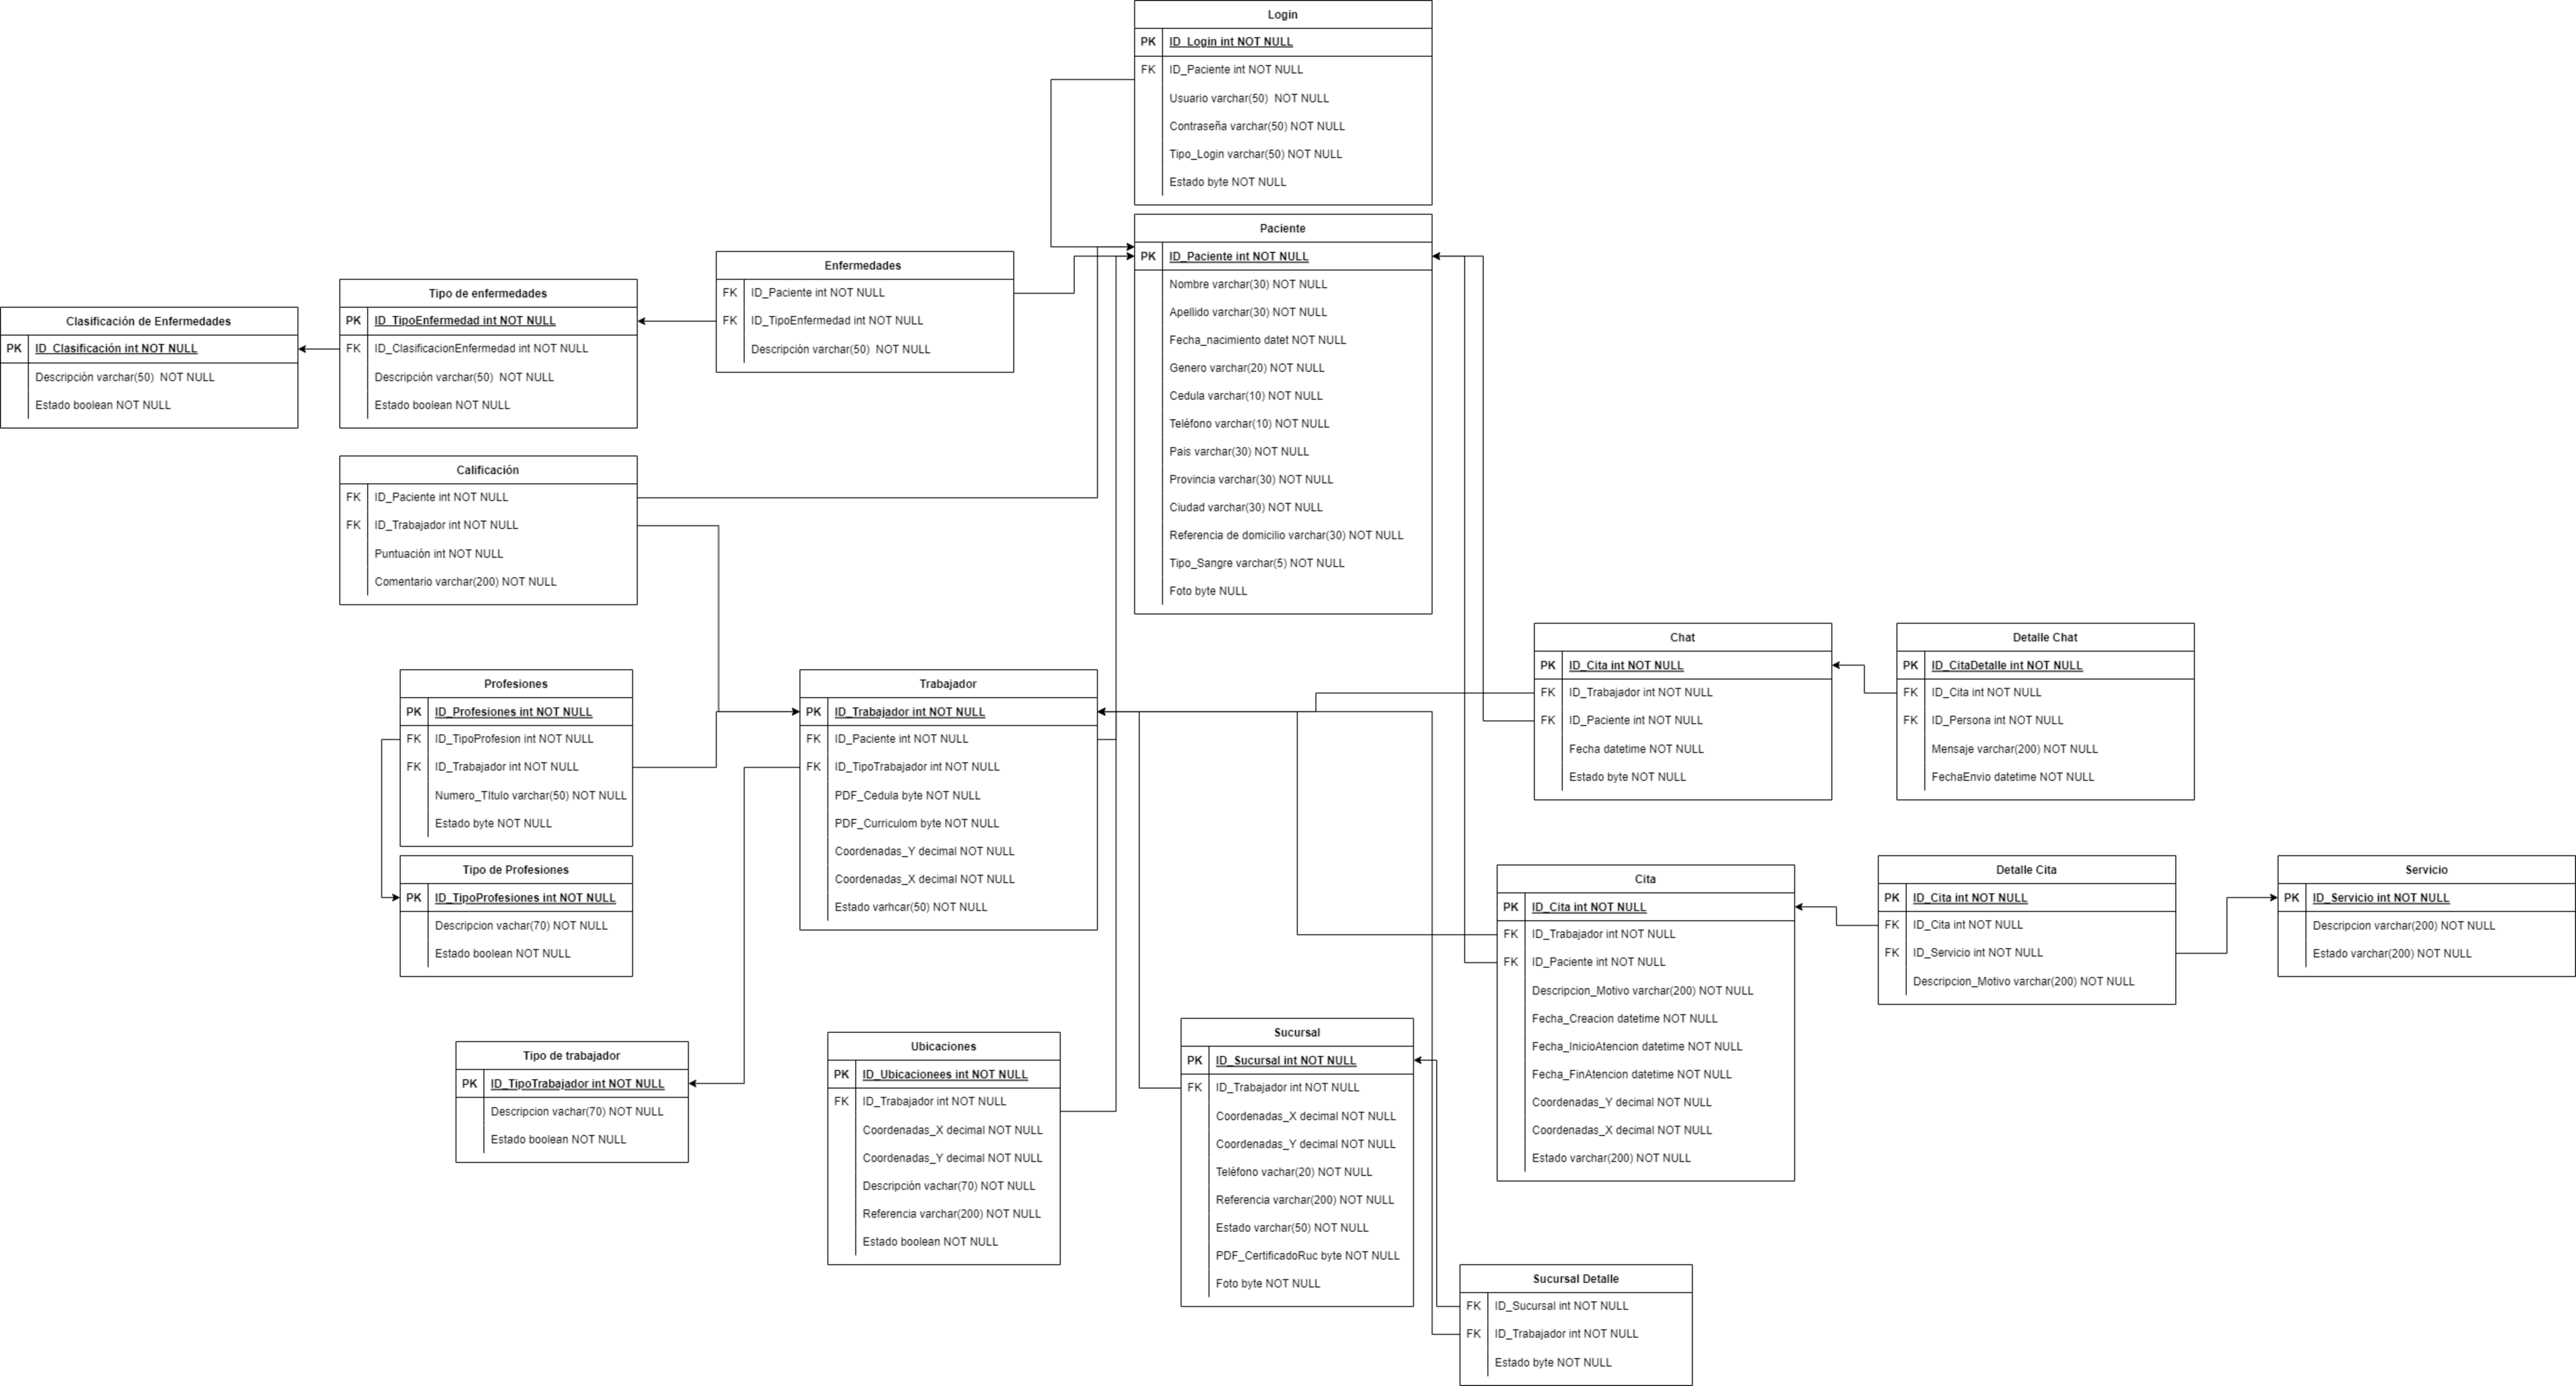 Login
PK ID_Login int NOT NULL
FK ID_Paciente int NOT NULL
Usuario varchar(50)  NOT NULL
Contraseña varchar(50) NOT NULL
Tipo_Login varchar(50) NOT NULL
Estado byte NOT NULL
Paciente
PK ID_Paciente int NOT NULL
Nombre varchar(30) NOT NULL
Apellido varchar(30) NOT NULL
Fecha_nacimiento datet NOT NULL
Genero varchar(20) NOT NULL
Cedula varchar(10) NOT NULL
Teléfono varchar(10) NOT NULL
Pais varchar(30) NOT NULL
Provincia varchar(30) NOT NULL
Ciudad varchar(30) NOT NULL
Referencia de domicilio varchar(30) NOT NULL
Tipo_Sangre varchar(5) NOT NULL
Foto byte NULL
Enfermedades
FK ID_Paciente int NOT NULL
FK ID_TipoEnfermedad int NOT NULL
Descripción varchar(50)  NOT NULL
Tipo de enfermedades
PK ID_TipoEnfermedad int NOT NULL
FK ID_ClasificacionEnfermedad int NOT NULL
Descripción varchar(50)  NOT NULL
Estado boolean NOT NULL
Clasificación de Enfermedades
PK ID_Clasificación int NOT NULL
Descripción varchar(50)  NOT NULL
Estado boolean NOT NULL
Calificación
FK ID_Paciente int NOT NULL
FK ID_Trabajador int NOT NULL
Puntuación int NOT NULL
Comentario varchar(200) NOT NULL
Profesiones
PK ID_Profesiones int NOT NULL
FK ID_TipoProfesion int NOT NULL
FK ID_Trabajador int NOT NULL
Numero_TItulo varchar(50) NOT NULL
Estado byte NOT NULL
Tipo de Profesiones
PK ID_TipoProfesiones int NOT NULL
Descripcion vachar(70) NOT NULL
Estado boolean NOT NULL
Trabajador
PK ID_Trabajador int NOT NULL
FK ID_Paciente int NOT NULL
FK ID_TipoTrabajador int NOT NULL
PDF_Cedula byte NOT NULL
PDF_Curriculom byte NOT NULL
Coordenadas_Y decimal NOT NULL
Coordenadas_X decimal NOT NULL
Estado varhcar(50) NOT NULL
Chat
PK ID_Cita int NOT NULL
FK ID_Trabajador int NOT NULL
FK ID_Paciente int NOT NULL
Fecha datetime NOT NULL
Estado byte NOT NULL
Detalle Chat
PK ID_CitaDetalle int NOT NULL
FK ID_Cita int NOT NULL
FK ID_Persona int NOT NULL
Mensaje varchar(200) NOT NULL
FechaEnvio datetime NOT NULL
Cita
PK ID_Cita int NOT NULL
FK ID_Trabajador int NOT NULL
FK ID_Paciente int NOT NULL
Descripcion_Motivo varchar(200) NOT NULL
Fecha_Creacion datetime NOT NULL
Fecha_InicioAtencion datetime NOT NULL
Fecha_FinAtencion datetime NOT NULL
Coordenadas_Y decimal NOT NULL
Coordenadas_X decimal NOT NULL
Estado varchar(200) NOT NULL
Detalle Cita
PK ID_Cita int NOT NULL
FK ID_Cita int NOT NULL
FK ID_Servicio int NOT NULL
Descripcion_Motivo varchar(200) NOT NULL
Servicio
PK ID_Servicio int NOT NULL
Descripcion varchar(200) NOT NULL
Estado varchar(200) NOT NULL
Tipo de trabajador
PK ID_TipoTrabajador int NOT NULL
Descripcion vachar(70) NOT NULL
Estado boolean NOT NULL
Ubicaciones
PK ID_Ubicacionees int NOT NULL
FK ID_Trabajador int NOT NULL
Coordenadas_X decimal NOT NULL
Coordenadas_Y decimal NOT NULL
Descripción vachar(70) NOT NULL
Referencia varchar(200) NOT NULL
Estado boolean NOT NULL
Sucursal
PK ID_Sucursal int NOT NULL
FK ID_Trabajador int NOT NULL
Coordenadas_X decimal NOT NULL
Coordenadas_Y decimal NOT NULL
Teléfono vachar(20) NOT NULL
Referencia varchar(200) NOT NULL
Estado varchar(50) NOT NULL
PDF_CertificadoRuc byte NOT NULL
Foto byte NOT NULL
Sucursal Detalle
FK ID_Sucursal int NOT NULL
FK ID_Trabajador int NOT NULL
Estado byte NOT NULL